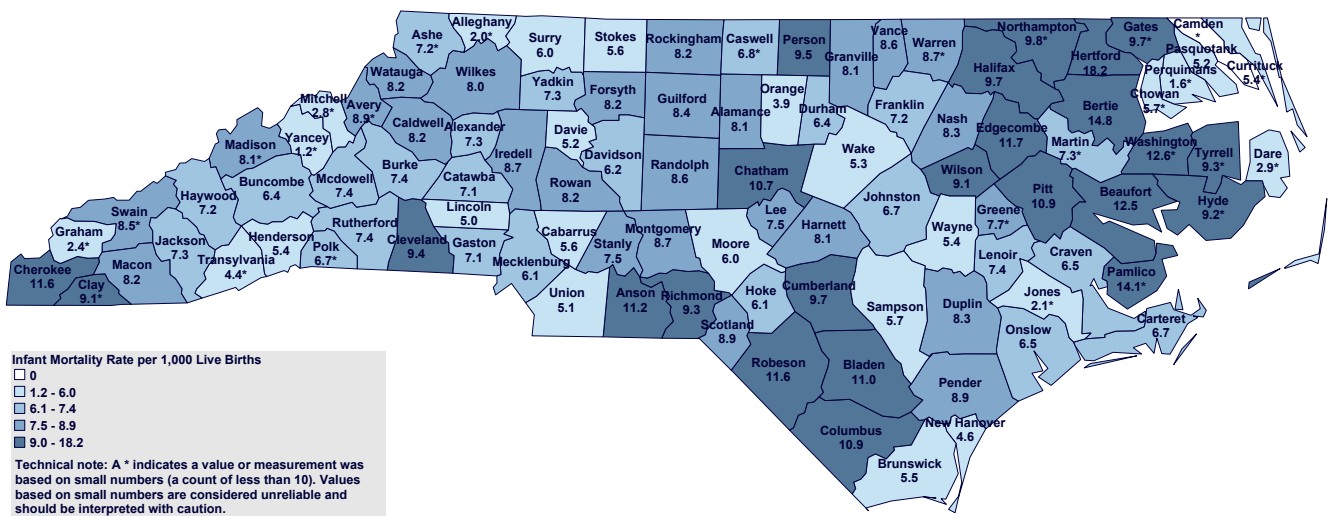 Ashe
7.2*
Alleghany
2.0*
Surry
6.0
Stokes
5.6
Rockingham
8.2
Caswell
6.8*
Person
9.5
Granville
8.1
Vance
8.6
Warren
8.7*
Northampton
9.8*
Gates
9.7*
Camden
*
Pasquotank
5.2
Currituck
5.4*
Perquimans
1.6*
Chowan
5.7*
Hertford
18.2
Halifax
9.7
Bertie
14.8
Watauga
8.2
Wilkes
8.0
Yadkin
7.3
Forsyth
8.2
Guilford
8.4
Alamance
8.1
Orange
3.9
Durham
6.4
Franklin
7.2
Nash
8.3
Edgecombe
11.7
Martin
7.3*
Washington
12.6*
Tyrrell
9.3*
Dare
2.9*
Mitchell
2.8*
Avery
8.9*
Caldwell
8.2
Alexander
7.3
Iredell
8.7
Davie
5.2
Davidson
6.2
Randolph
8.6
Chatham
10.7
Wake
5.3
Wilson
9.1
Pitt
10.9
Beaufort
12.5
Hyde
9.2*
Madison
8.1*
Yancey
1.2*
Burke
7.4
Catawba
7.1
Rowan
8.2
Johnston
6.7
Greene
7.7*
Haywood
7.2
Buncombe
6.4
Mcdowell
7.4
Lincoln
5.0
Cabarrus
5.6
Stanly
7.5
Montgomery
8.7
Moore
6.0
Lee
7.5
Harnett
8.1
Wayne
5.4
Lenoir
7.4
Craven
6.5
Pamlico
14.1*
Swain
8.5*
Graham
2.4*
Jackson
7.3
Transylvania
4.4*
Henderson
5.4
Polk
6.7*
Rutherford
7.4
Cleveland
9.4
Gaston
7.1
Mecklenburg
6.1
Cherokee
11.6
Clay
9.1*
Macon
8.2
Union
5.1
Anson
11.2
Richmond
9.3
Scotland
8.9
Hoke
6.1
Cumberland
9.7
Sampson
5.7
Duplin
8.3
Jones
2.1*
Onslow
6.5
Carteret
6.7
Robeson
11.6
Bladen
11.0
Pender
8.9
Columbus
10.9
New Hanover
4.6
Brunswick
5.5
Infant Mortality Rate per 1,000 Live Births
0
1.2 - 6.0
6.1 - 7.4
7.5 - 8.9
9.0 - 18.2
Technical note: A * indicates a value or measurement was
based on small numbers (a count of less than 10). Values
based on small numbers are considered unreliable and
should be interpreted with caution.